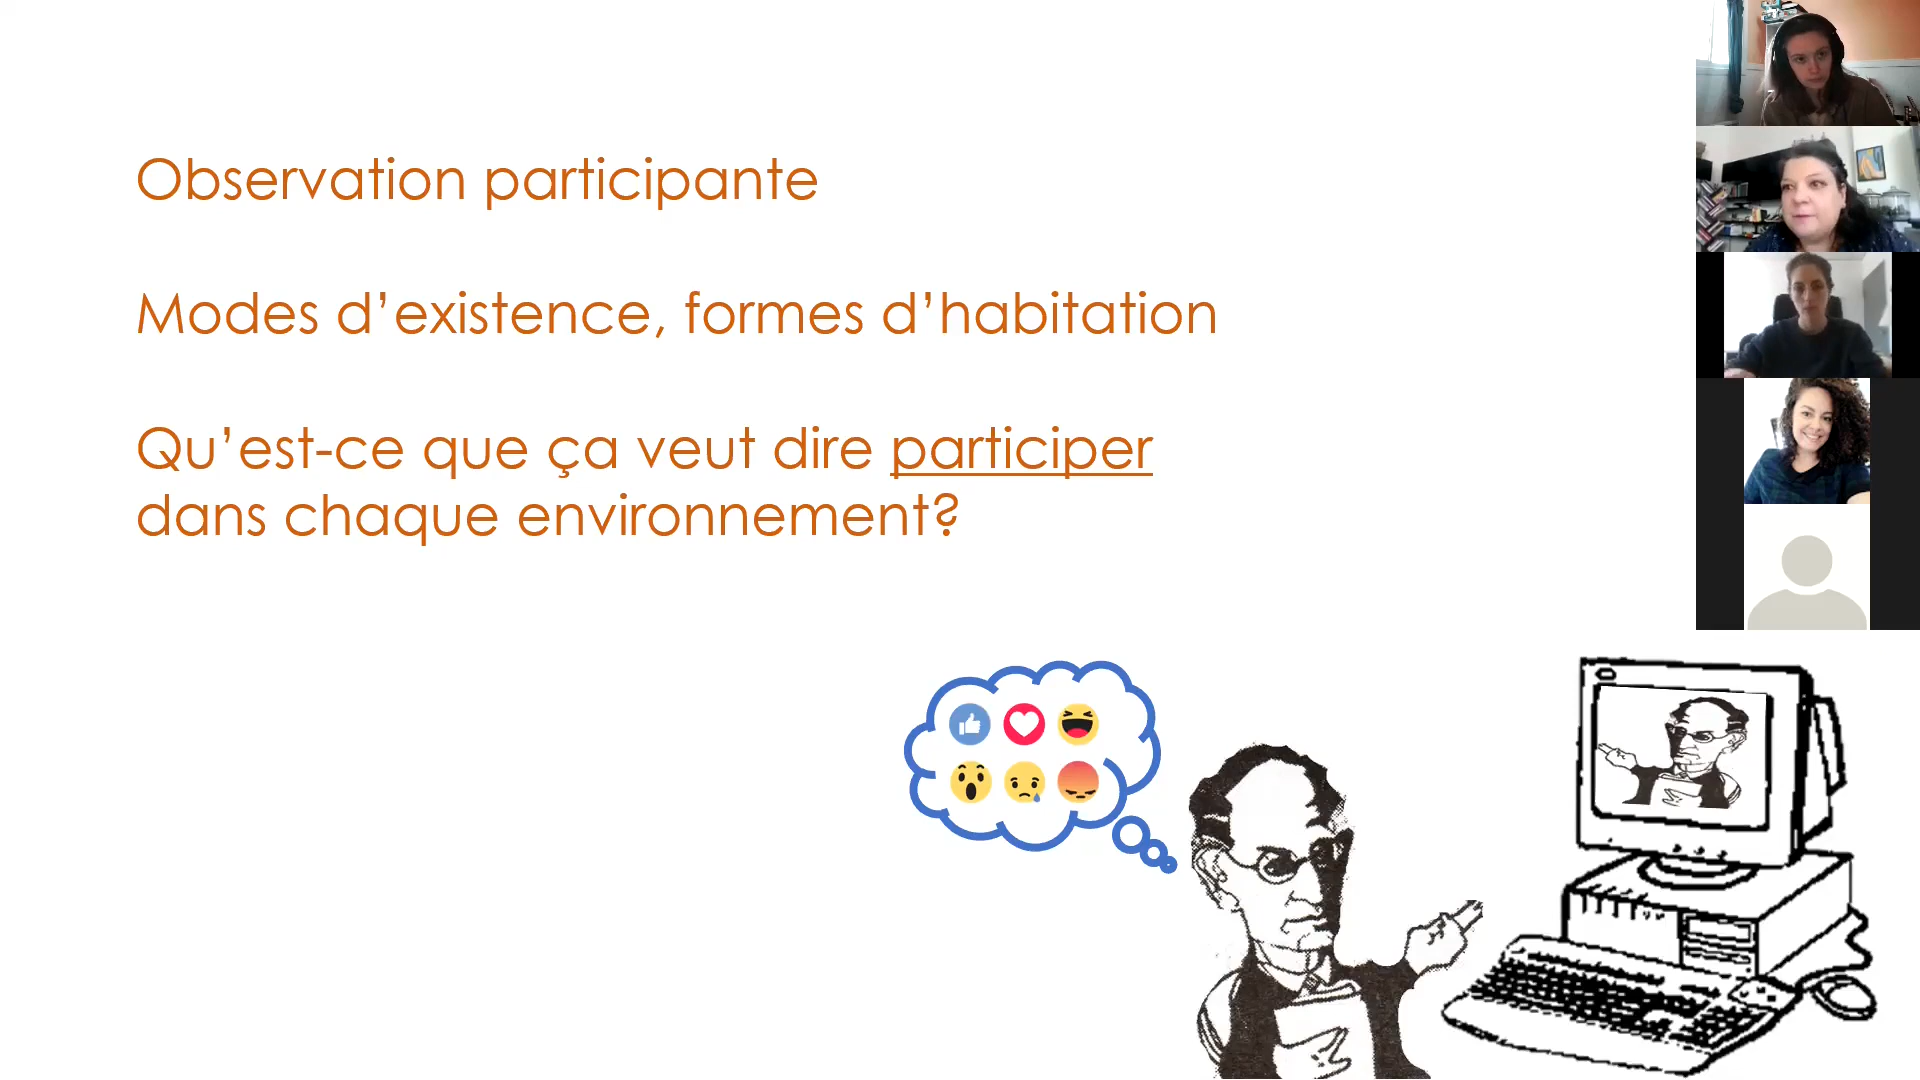 Observation participante
Modes d’existence, formes d’habitation
Qu’est-ce que ça veut dire participer
dans chaque environnement?